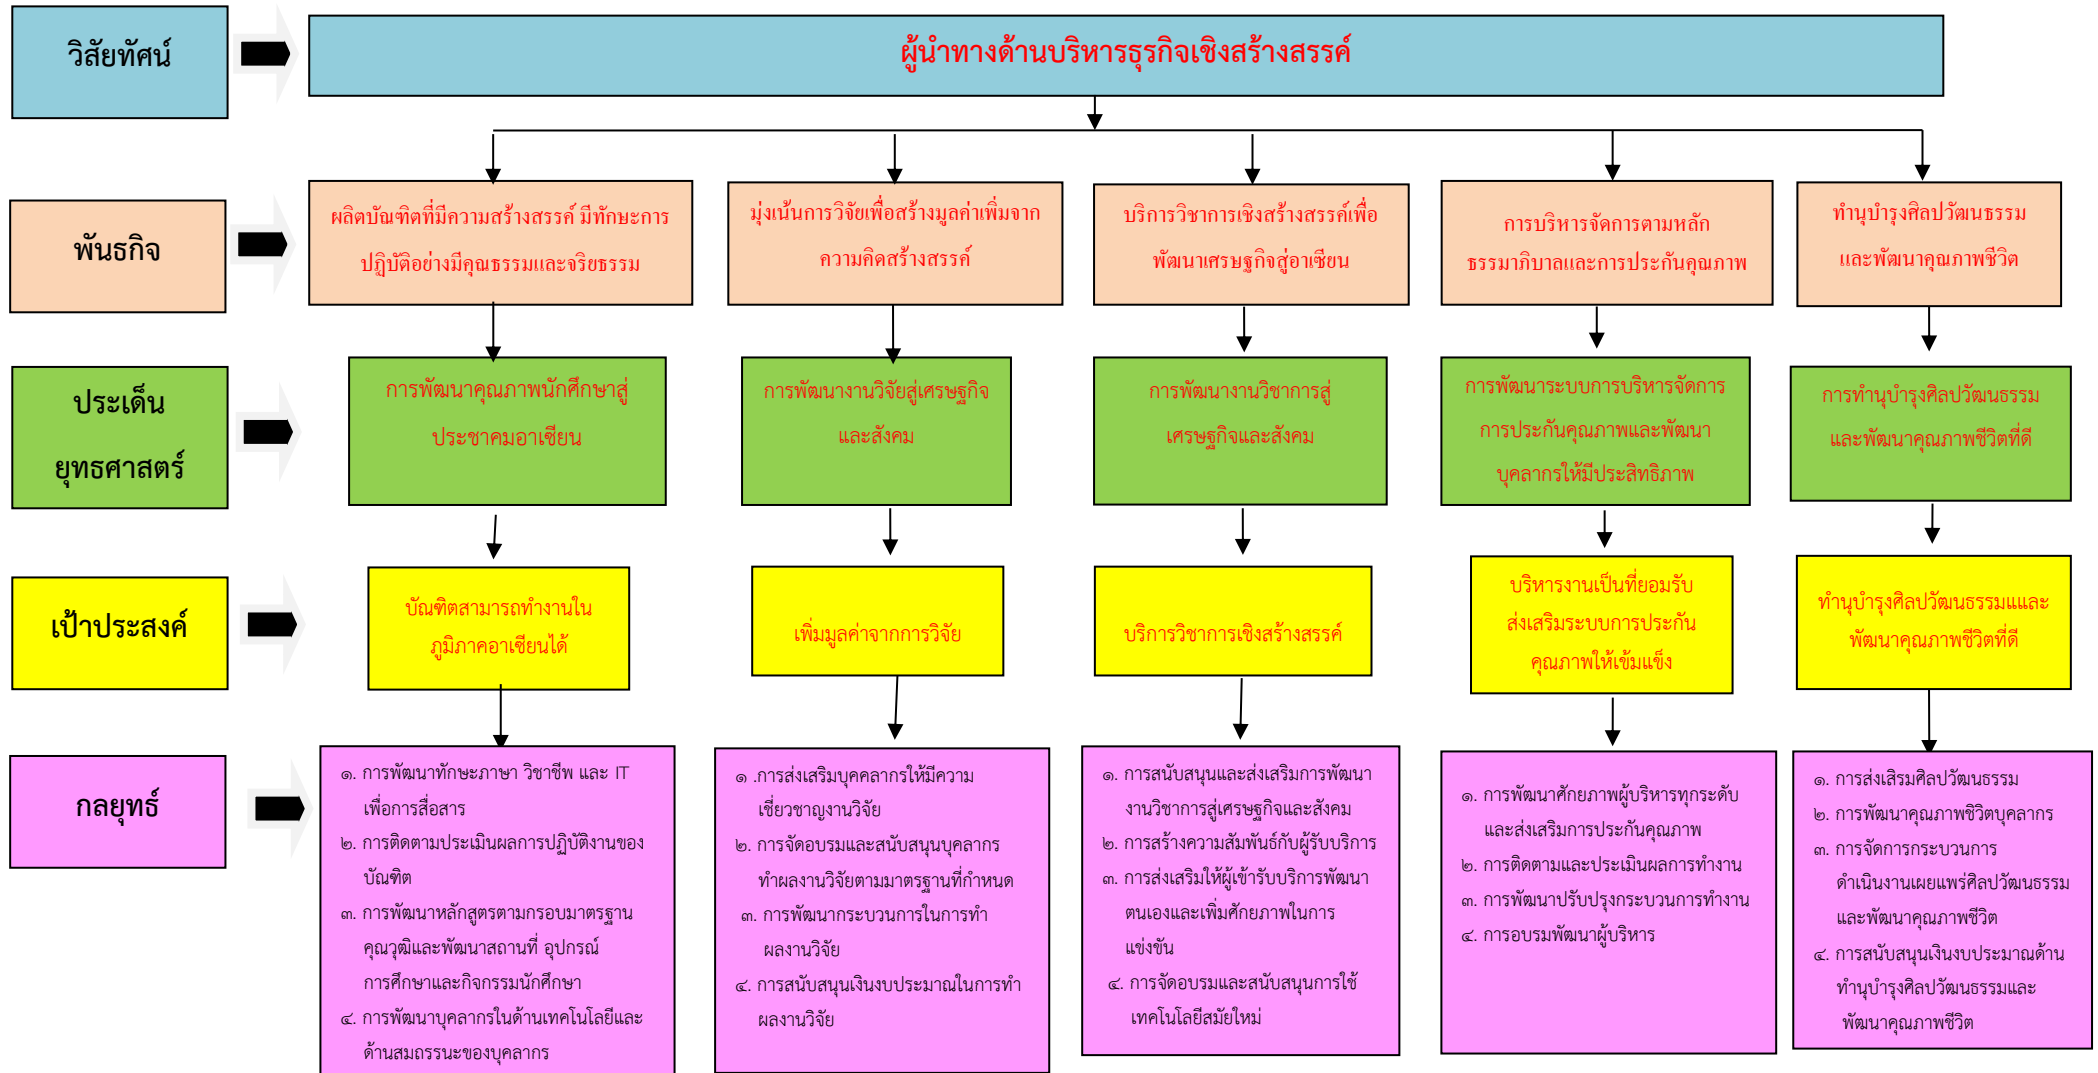 วิสัยทัศน์
ผู้นำทางด้านบริหารธุรกิจเชิงสร้างสรรค์
พันธกิจ
ผลิตบัณฑิตที่มีความสร้างสรรค์ มีทักษะการ
ปฏิบัติอย่างมีคุณธรรมและจริยธรรม
มุ่งเน้นการวิจัยเพื่อสร้างมูลค่าเพิ่มจาก
ความคิดสร้างสรรค์
บริการวิชาการเชิงสร้างสรรค์เพื่อ
พัฒนาเศรษฐกิจสู่อาเซียน
การบริหารจัดการตามหลัก
ธรรมาภิบาลและการประกันคุณภาพ
ทำนุบำรุงศิลปวัฒนธรรม
และพัฒนาคุณภาพชีวิต
ประเด็น
ยุทธศาสตร์
การพัฒนาคุณภาพนักศึกษาสู่
ประชาคมอาเซียน
การพัฒนางานวิจัยสู่เศรษฐกิจ
และสังคม
การพัฒนางานวิชาการสู่
เศรษฐกิจและสังคม
การพัฒนาระบบการบริหารจัดการ
การประกันคุณภาพและพัฒนา
บุคลากรให้มีประสิทธิภาพ
การทำนุบำรุงศิลปวัฒนธรรม
และพัฒนาคุณภาพชีวิตที่ดี
เป้าประสงค์
บัณฑิตสามารถทำงานใน
ภูมิภาคอาเซียนได้
เพิ่มมูลค่าจากการวิจัย
บริการวิชาการเชิงสร้างสรรค์
บริหารงานเป็นที่ยอมรับ
ส่งเสริมระบบการประกัน
คุณภาพให้เข้มแข็ง
ทำนุบำรุงศิลปวัฒนธรรมแและ
พัฒนาคุณภาพชีวิตที่ดี
กลยุทธ์
๑. การพัฒนาทักษะภาษา วิชาชีพ และ IT
เพื่อการสื่อสาร
๒. การติดตามประเมินผลการปฏิบัติงานของ
บัณฑิต
๓. การพัฒนาหลักสูตรตามกรอบมาตรฐาน
คุณวุฒิและพัฒนาสถานที่ อุปกรณ์
การศึกษาและกิจกรรมนักศึกษา
๔. การพัฒนาบุคลากรในด้านเทคโนโลยีและ
ด้านสมถรรนะของบุคลากร
๑ .การส่งเสริมบุคคลากรให้มีความ
เชี่ยวชาญงานวิจัย
๒. การจัดอบรมและสนับสนุนบุคลากร
ทำผลงานวิจัยตามมาตรฐานที่กำหนด
๓. การพัฒนากระบวนการในการทำ
ผลงานวิจัย
๔. การสนับสนุนเงินงบประมาณในการทำ
ผลงานวิจัย
๑. การสนับสนุนและส่งเสริมการพัฒนา
งานวิชาการสู่เศรษฐกิจและสังคม
๒. การสร้างความสัมพันธ์กับผู้รับบริการ
๓. การส่งเสริมให้ผู้เข้ารับบริการพัฒนา
ตนเองและเพิ่มศักยภาพในการ
แข่งขัน
๔. การจัดอบรมและสนับสนุนการใช้
เทคโนโลยีสมัยใหม่
๑. การพัฒนาศักยภาพผู้บริหารทุกระดับ
และส่งเสริมการประกันคุณภาพ
๒. การติดตามและประเมินผลการทำงาน
๓. การพัฒนาปรับปรุงกระบวนการทำงาน
๔. การอบรมพัฒนาผู้บริหาร
๑. การส่งเสิรมศิลปวัฒนธรรม
๒. การพัฒนาคุณภาพชีวิตบุคลากร
๓. การจัดการกระบวนการ
ดำเนินงานเผยแพร่ศิลปวัฒนธรรม
และพัฒนาคุณภาพชีวิต
๔. การสนับสนุนเงินงบประมาณด้าน
ทำนุบำรุงศิลปวัฒนธรรมและ
พัฒนาคุณภาพชีวิต